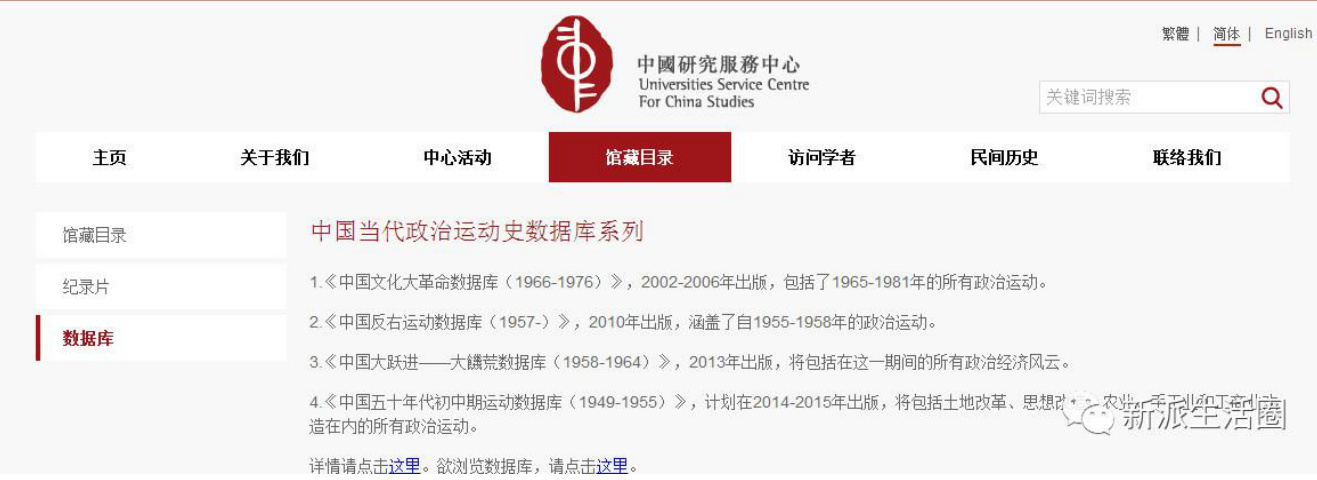 繁體 | 简体 | English
中國研究服務中心
Universities Service Centre
For China Studies
关键词搜索
主页 关于我们 中心活动 馆藏目录 访问学者 民间历史 联络我们
馆藏目录
纪录片
数据库
中国当代政治运动史数据库系列
1.《中国文化大革命数据库（1966-1976）》，2002-2006年出版，包括了1965-1981年的所有政治运动。
2.《中国反右运动数据库（1957-）》，2010年出版，涵盖了自1955-1958年的政治运动。
3.《中国大跃进——大饑荒数据库（1958-1964）》，2013年出版，将包括在这一期间的所有政治经济风云。
4.《中国五十年代初中期运动数据库（1949-1955）》，计划在2014-2015年出版，将包括土地改革、思想改
造在内的所有政治运动。
详情请点击这里。欲浏览数据库，请点击这里。
新派生活圈